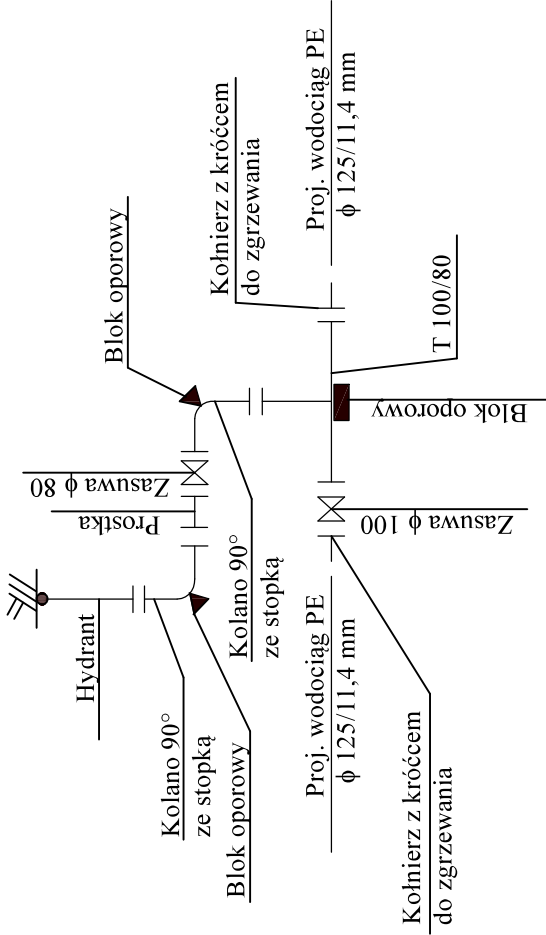 Hydrant
Kolano 90°
ze stopką
Blok oporowy
Prostka
Zasuwa ϕ 80
Blok oporowy
Kolano 90°
ze stopką
Kołnierz z króćcem
do zgrzewania
Proj. wodociąg PE
ϕ 125/11,4 mm
T 100/80
Blok oporowy
Zasuwa ϕ 100
Proj. wodociąg PE
ϕ 125/11,4 mm
Kołnierz z króćcem
do zgrzewania